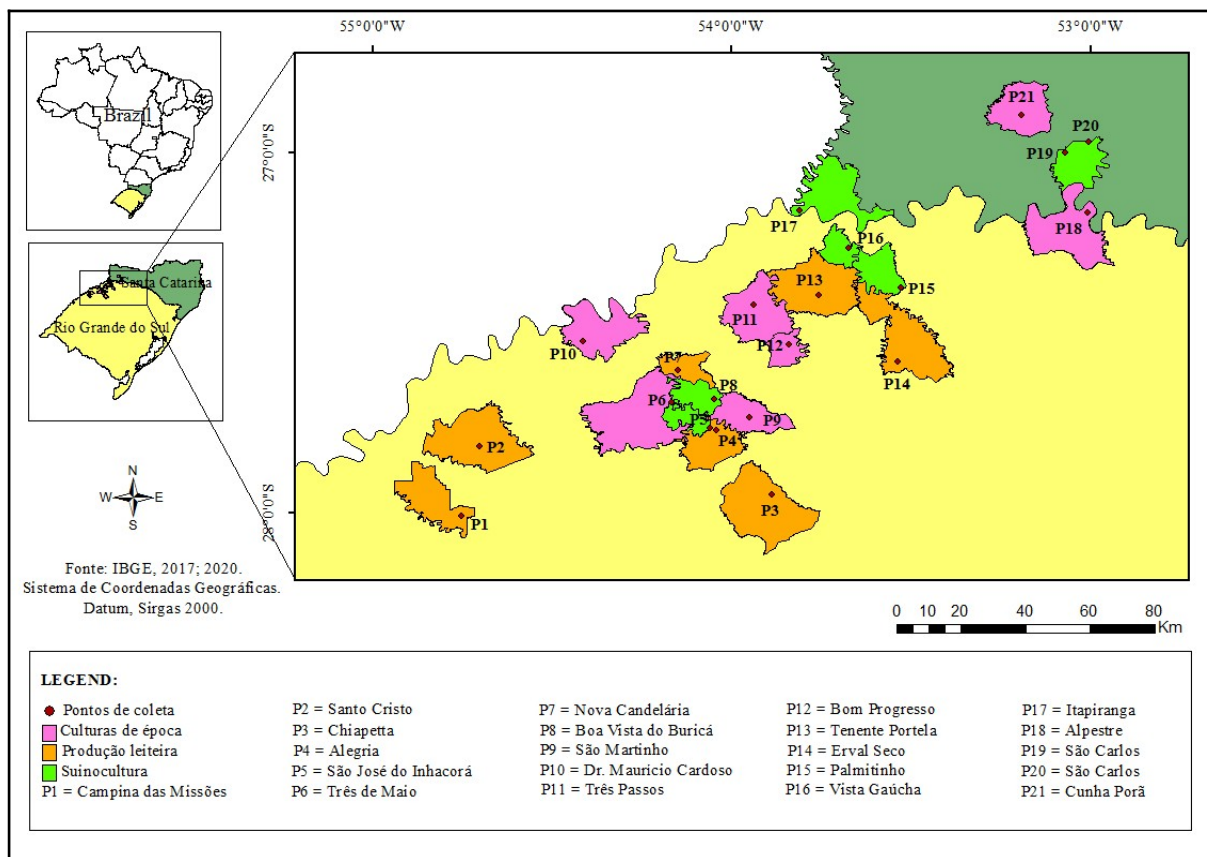 55°0'0"W
54°0'0"W
53°0'0"W
27°0'0"S
28°0'0"S
Brazil
Santa Catarina
Rio Grande do Sul
N
W E
S
Fonte: IBGE, 2017; 2020.
Sistema de Coordenadas Geográficas.
Datum, Sirgas 2000.
P21
P20
P19
P18
P17
P16
P15
P13
P11
P12
P14
P10
P7
P8
P6
P5
P9
P4
P2
P3
P1
0 10 20 40 60 80
Km
LEGEND:
Pontos de coleta
Culturas de época
Produção leiteira
Suinocultura
P1 = Campina das Missões
P2 = Santo Cristo
P3 = Chiapetta
P4 = Alegria
P5 = São José do Inhacorá
P6 = Três de Maio
P7 = Nova Candelária
P8 = Boa Vista do Buricá
P9 = São Martinho
P10 = Dr. Mauricio Cardoso
P11 = Três Passos
P12 = Bom Progresso
P13 = Tenente Portela
P14 = Erval Seco
P15 = Palmitinho
P16 = Vista Gaúcha
P17 = Itapiranga
P18 = Alpestre
P19 = São Carlos
P20 = São Carlos
P21 = Cunha Porã